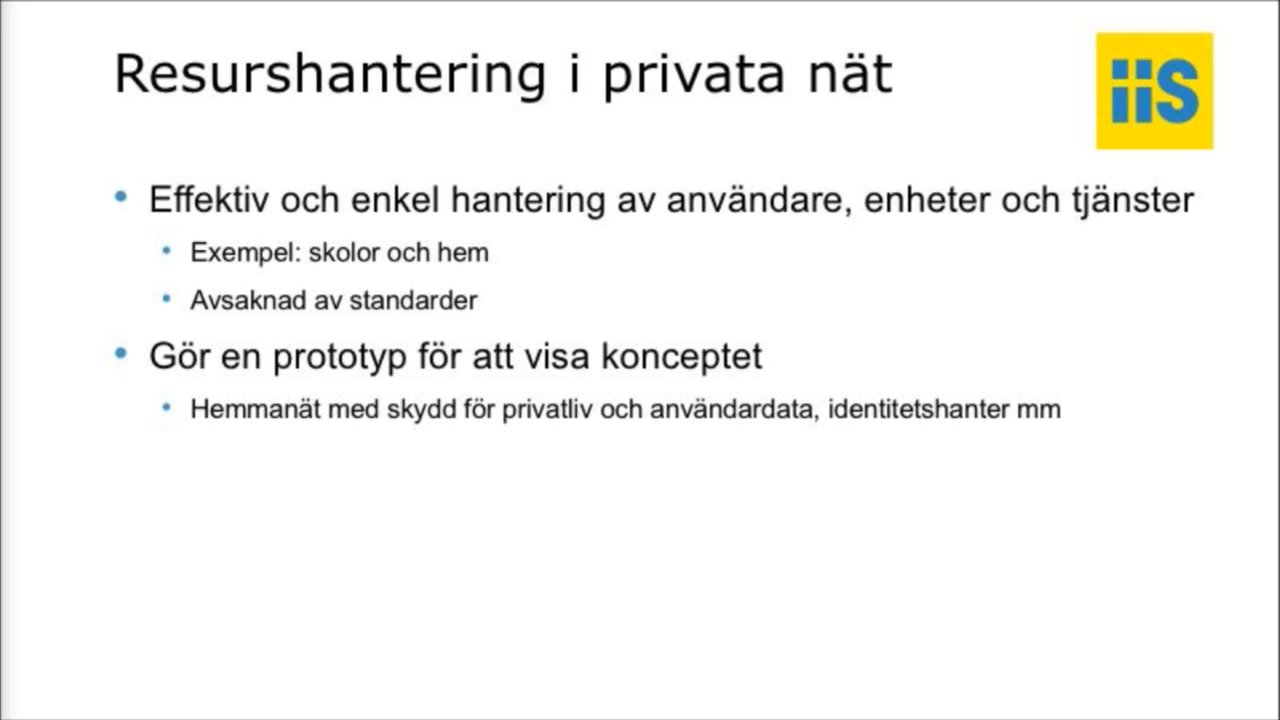 Resurshantering i privata nät
iiS
Effektiv och enkel hantering av användare, enheter och tjänster
Exempel: skolor och hem
Avsaknad av standarder
Gör en prototyp för att visa konceptet
Hemmanät med skydd för privatliv och användardata, identitetshanter mm